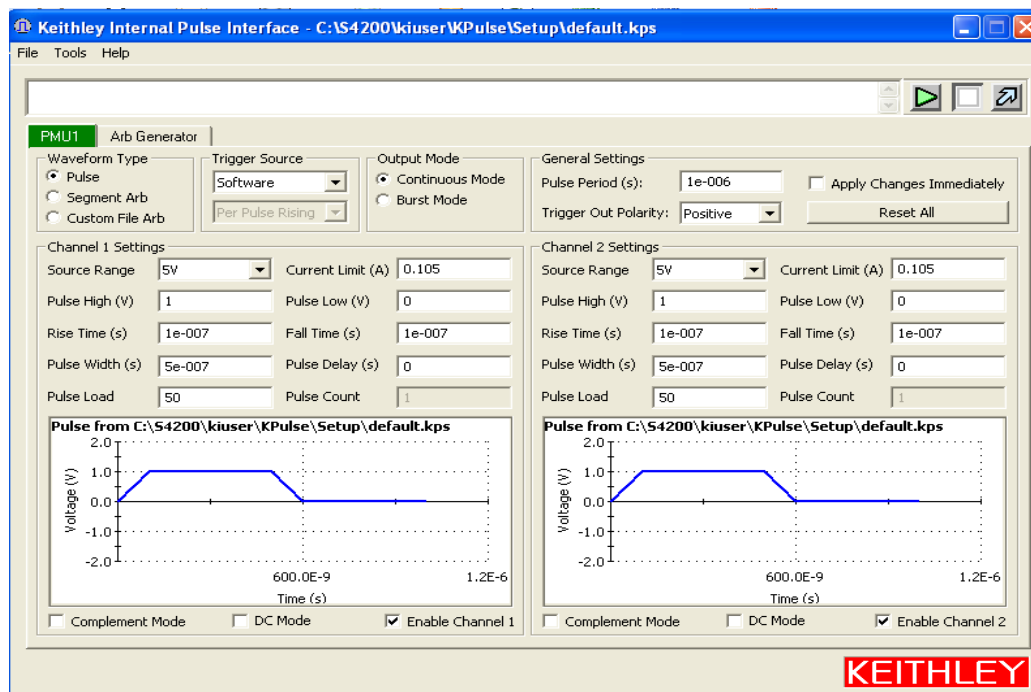 Keithley Internal Pulse Interface - C:\S4200\kiuser\KPulse\Setup\default.kps
File Tools Help
PMU1 Arb Generator
Waveform Type
Pulse
Segment Arb
Custom File Arb
Trigger Source
Software
Per Pulse Rising
Output Mode
Continuous Mode
Burst Mode
General Settings
Pulse Period (s): 1e-006 Apply Changes Immediately
Trigger Out Polarity: Positive Reset All
Channel 1 Settings
Source Range 5V Current Limit (A) 0.105
Pulse High (V) 1 Pulse Low (V) 0
Rise Time (s) 1e-007 Fall Time (s) 1e-007
Pulse Width (s) 5e-007 Pulse Delay (s) 0
Pulse Load 50 Pulse Count 1
Pulse from C:\S4200\kiuser\KPulse\Setup\default.kps
2.0
1.0
0.0
-1.0
-2.0
Voltage (V)
600.0E-9 1.2E-6
Time (s)
Complement Mode DC Mode Enable Channel 1
Channel 2 Settings
Source Range 5V Current Limit (A) 0.105
Pulse High (V) 1 Pulse Low (V) 0
Rise Time (s) 1e-007 Fall Time (s) 1e-007
Pulse Width (s) 5e-007 Pulse Delay (s) 0
Pulse Load 50 Pulse Count 1
Pulse from C:\S4200\kiuser\KPulse\Setup\default.kps
2.0
1.0
0.0
-1.0
-2.0
Voltage (V)
600.0E-9 1.2E-6
Time (s)
Complement Mode DC Mode Enable Channel 2
KEITHLEY